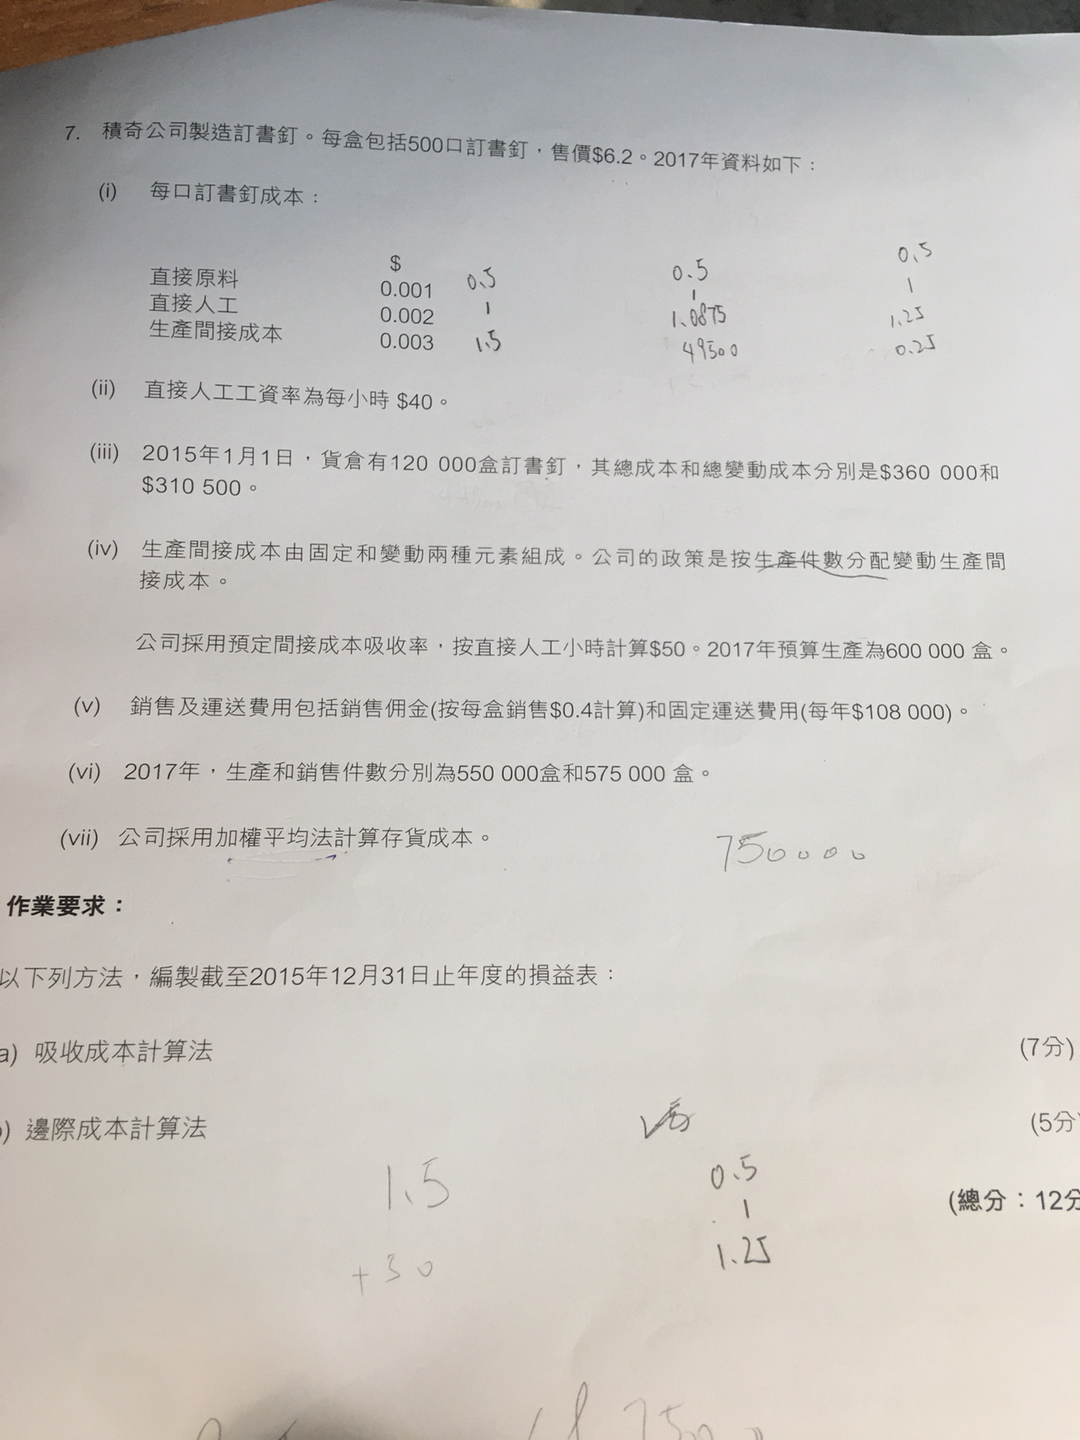 7. 積奇公司製造訂書釘。每盒包括500口訂書釘，售價$6.2。2017年資料如下：
(i) 每口訂書釘成本：
$
直接原料 0.001 0.5 0.5 0.5
直接人工 0.002 1 1 1
生產間接成本 0.003 1.5 1.0875 1.25
49500 0.25
(ii) 直接人工工資率為每小時 $40。
(iii) 2015年1月1日，貨倉有120 000盒訂書釘，其總成本和總變動成本分別是$360 000和
$310 500。
(iv) 生產間接成本由固定和變動兩種元素組成。公司的政策是按生產件數分配變動生產間
接成本。
公司採用預定間接成本吸收率，按直接人工小時計算$50。2017年預算生產為600 000 盒。
(v) 銷售及運送費用包括銷售佣金(按每盒銷售$0.4計算)和固定運送費用(每年$108 000)。
(vi) 2017年，生產和銷售件數分別為550 000盒和575 000 盒。
(vii) 公司採用加權平均法計算存貨成本。
750000
作業要求：
以下列方法，編製截至2015年12月31日止年度的損益表：
a) 吸收成本計算法 (7分)
) 邊際成本計算法 (5分
(總分：12分
1.5 0.5
1
+30 1.25